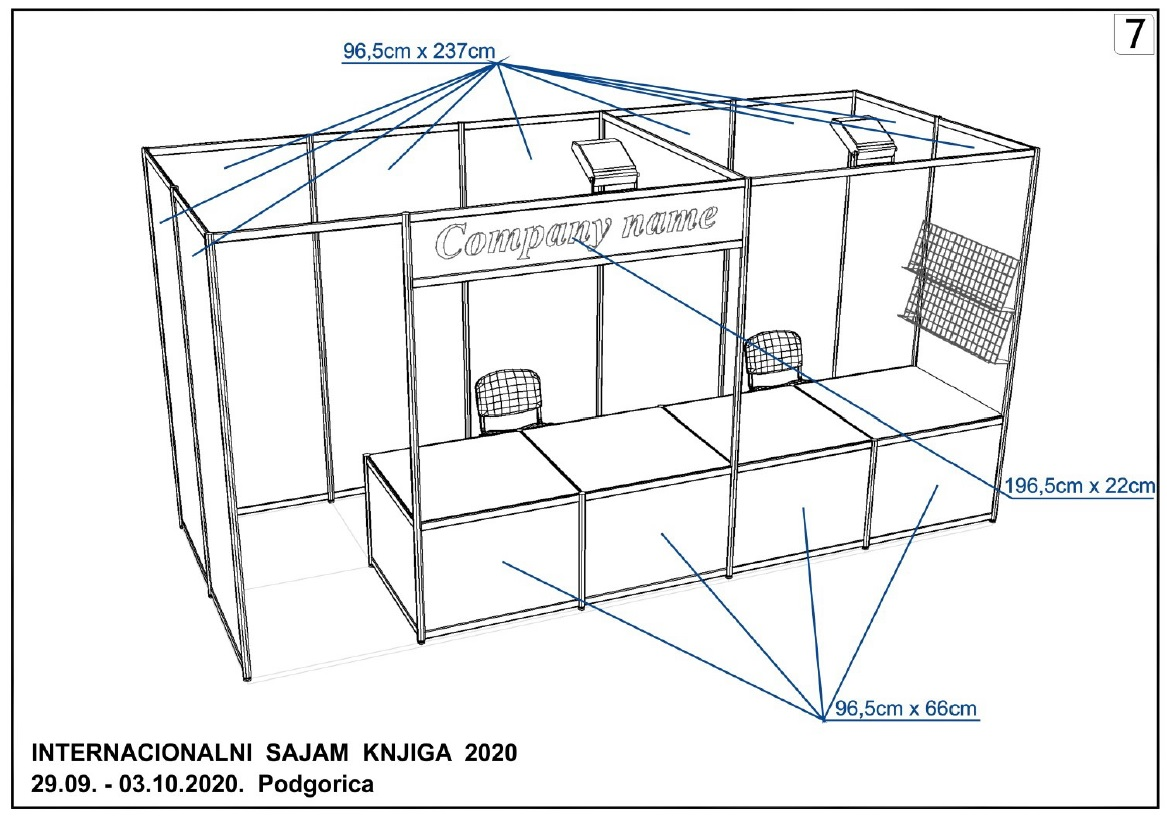 7
96,5cm x 237cm
Company name
196,5cm x 22cm
96,5cm x 66cm
INTERNACIONALNI SAJAM KNJIGA 2020
29.09. - 03.10.2020. Podgorica